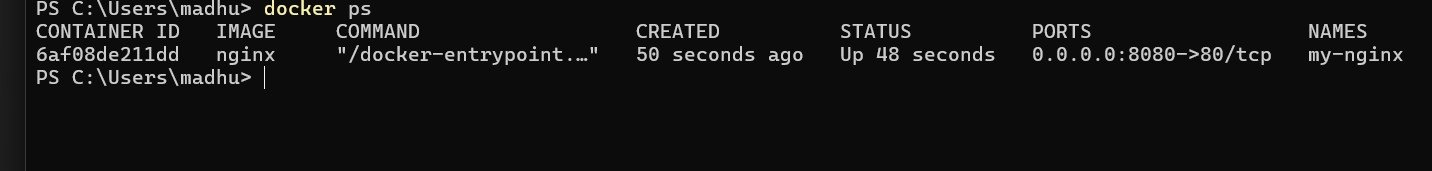 PS C:\Users\madhu> docker ps
CONTAINER ID   IMAGE     COMMAND                  CREATED          STATUS          PORTS                  NAMES
6af08de211dd   nginx     "/docker-entrypoint.…"   50 seconds ago   Up 48 seconds   0.0.0.0:8080->80/tcp   my-nginx
PS C:\Users\madhu>